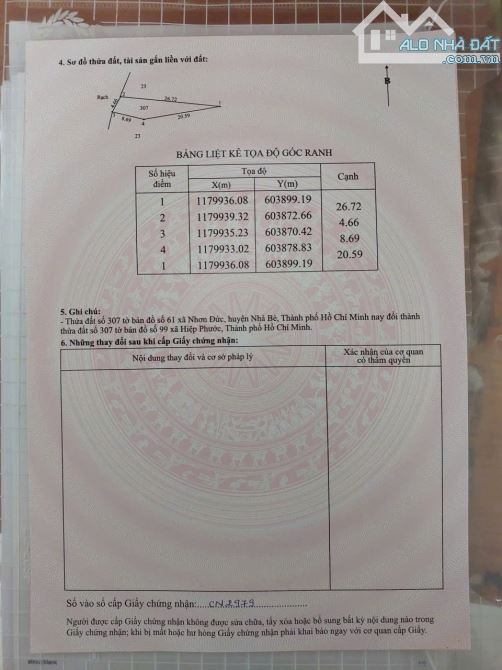 ALO NHÀ ĐẤT
.com.vn
4. Sơ đồ thửa đất, tài sản gắn liền với đất:
B
23
Rạch
2
26.72
1
4.66
307
3
8.69
4
20.59
23
BẢNG LIỆT KÊ TỌA ĐỘ GÓC RANH
Số hiệu điểm Tọa độ Cạnh
X(m) Y(m)
1 1179936.08 603899.19
26.72
2 1179939.32 603872.66
4.66
3 1179935.23 603870.42
8.69
4 1179933.02 603878.83
20.59
1 1179936.08 603899.19
5. Ghi chú:
- Thửa đất số 307 tờ bản đồ số 61 xã Nhơn Đức, huyện Nhà Bè, Thành phố Hồ Chí Minh nay đổi thành
thửa đất số 307 tờ bản đồ số 99 xã Hiệp Phước, Thành phố Hồ Chí Minh.
6. Những thay đổi sau khi cấp Giấy chứng nhận:
Nội dung thay đổi và cơ sở pháp lý Xác nhận của cơ quan
có thẩm quyền
Số vào sổ cấp Giấy chứng nhận:....CN2979....................
Người được cấp Giấy chứng nhận không được sửa chữa, tẩy xóa hoặc bổ sung bất kỳ nội dung nào trong
Giấy chứng nhận; khi bị mất hoặc hư hỏng Giấy chứng nhận phải khai báo ngay với cơ quan cấp Giấy.